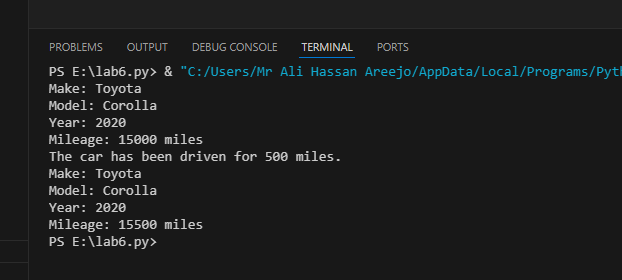 PROBLEMS OUTPUT DEBUG CONSOLE TERMINAL PORTS
PS E:\lab6.py> & "C:/Users/Mr Ali Hassan Areejo/AppData/Local/Programs/Pyth
Make: Toyota
Model: Corolla
Year: 2020
Mileage: 15000 miles
The car has been driven for 500 miles.
Make: Toyota
Model: Corolla
Year: 2020
Mileage: 15500 miles
PS E:\lab6.py>